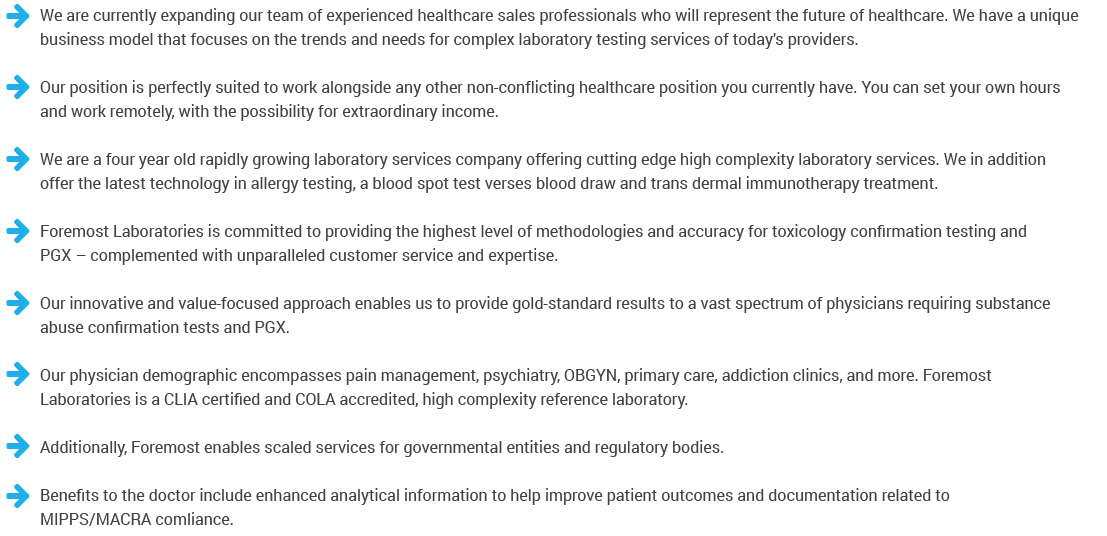 We are currently expanding our team of experienced healthcare sales professionals who will represent the future of healthcare. We have a unique
business model that focuses on the trends and needs for complex laboratory testing services of today's providers.
Our position is perfectly suited to work alongside any other non-conflicting healthcare position you currently have. You can set your own hours
and work remotely, with the possibility for extraordinary income.
We are a four year old rapidly growing laboratory services company offering cutting edge high complexity laboratory services. We in addition
offer the latest technology in allergy testing, a blood spot test verses blood draw and trans dermal immunotherapy treatment.
Foremost Laboratories is committed to providing the highest level of methodologies and accuracy for toxicology confirmation testing and
PGX – complemented with unparalleled customer service and expertise.
Our innovative and value-focused approach enables us to provide gold-standard results to a vast spectrum of physicians requiring substance
abuse confirmation tests and PGX.
Our physician demographic encompasses pain management, psychiatry, OBGYN, primary care, addiction clinics, and more. Foremost
Laboratories is a CLIA certified and COLA accredited, high complexity reference laboratory.
Additionally, Foremost enables scaled services for governmental entities and regulatory bodies.
Benefits to the doctor include enhanced analytical information to help improve patient outcomes and documentation related to
MIPPS/MACRA comliance.